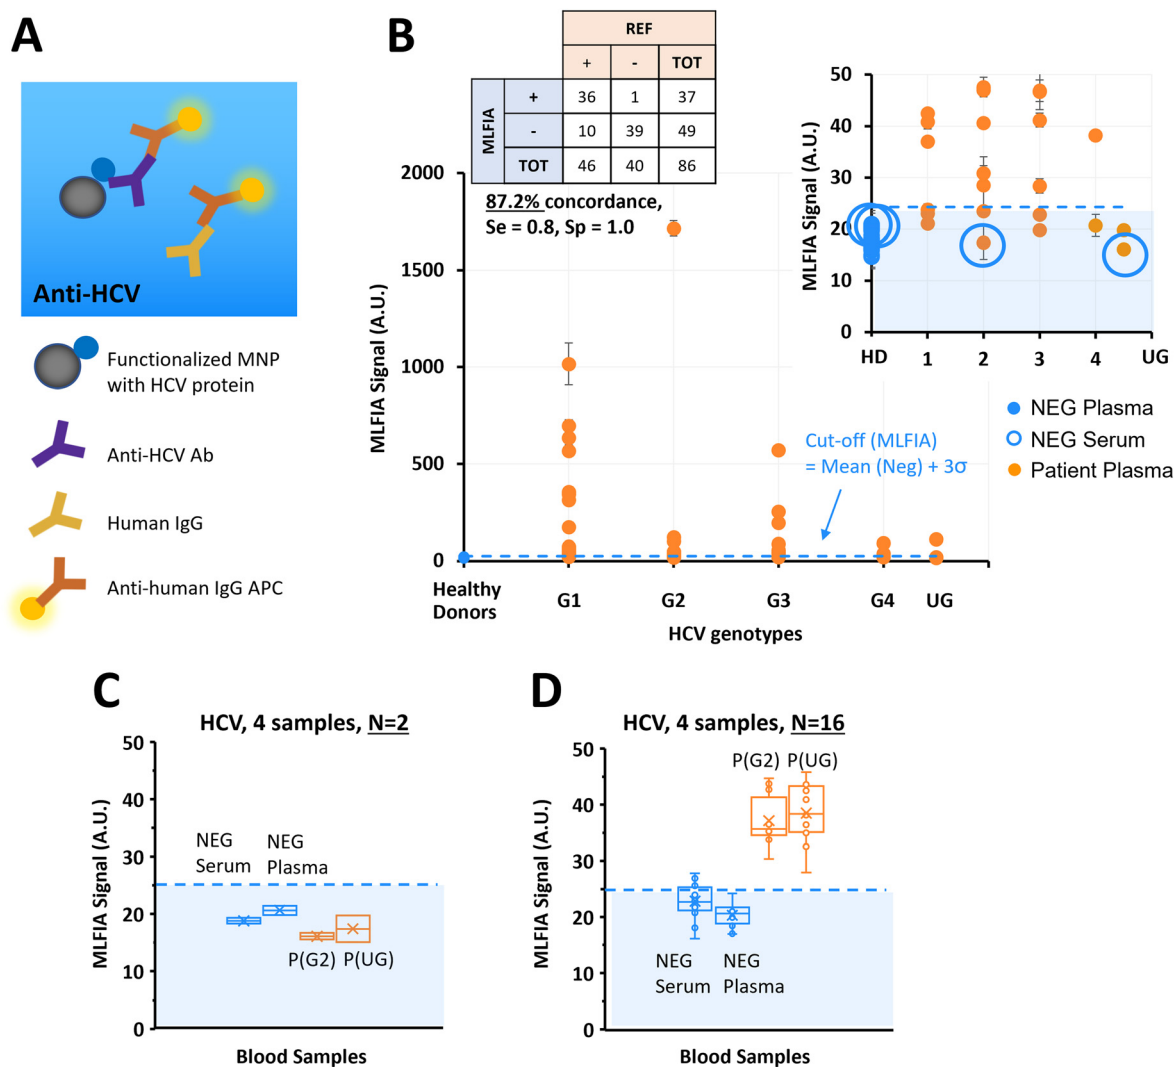 A
Anti-HCV
Functionalized MNP
with HCV protein
Anti-HCV Ab
Human IgG
Anti-human IgG APC
B
REF
+ - TOT
MLFIA
+ 36 1 37
- 10 39 49
TOT 46 40 86
87.2% concordance,
Se = 0.8, Sp = 1.0
MLFIA Signal (A.U.)
2000
1500
1000
500
0
Cut-off (MLFIA)
= Mean (Neg) + 3σ
Healthy
Donors
G1 G2 G3 G4 UG
HCV genotypes
MLFIA Signal (A.U.)
50
40
30
20
10
0
HD 1 2 3 4 UG
NEG Plasma
NEG Serum
Patient Plasma
C
HCV, 4 samples, N=2
MLFIA Signal (A.U.)
50
40
30
20
10
0
NEG
Serum
NEG
Plasma
P(G2) P(UG)
Blood Samples
D
HCV, 4 samples, N=16
MLFIA Signal (A.U.)
50
40
30
20
10
0
P(G2) P(UG)
NEG
Serum
NEG
Plasma
Blood Samples